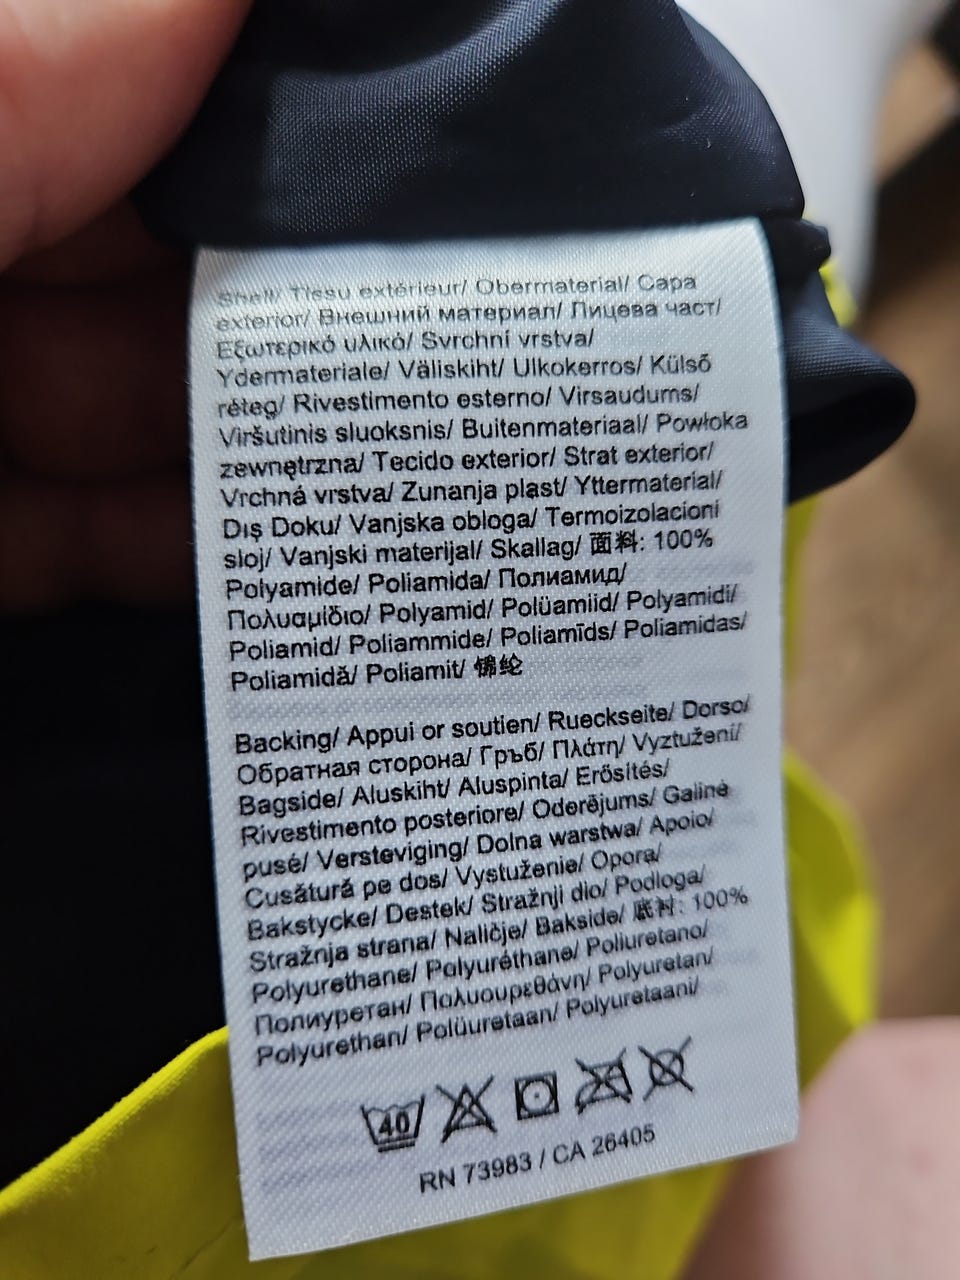 Shell/ Tissu extérieur/ Obermaterial/ Capa
exterior/ Внешний материал/ Лицева част/
Εξωτερικό υλικό/ Svrchní vrstva/
Ydermateriale/ Väliskiht/ Ulkokerros/ Külső
réteg/ Rivestimento esterno/ Virsaudums/
Viršutinis sluoksnis/ Buitenmateriaal/ Powłoka
zewnętrzna/ Tecido exterior/ Strat exterior/
Vrchná vrstva/ Zunanja plast/ Yttermaterial/
Dış Doku/ Vanjska obloga/ Termoizolacioni
sloj/ Vanjski materijal/ Skallag/ 面料: 100%
Polyamide/ Poliamida/ Полиамид/
Πολυαμίδιο/ Polyamid/ Polüamiid/ Polyamidi/
Poliamid/ Poliammide/ Poliamīds/ Poliamidas/
Poliamidă/ Poliamit/ 锦纶
Backing/ Appui or soutien/ Rueckseite/ Dorso/
Обратная сторона/ Гръб/ Πλάτη/ Vyztužení/
Bagside/ Aluskiht/ Aluspinta/ Erősítés/
Rivestimento posteriore/ Oderējums/ Galinė
pusė/ Versteviging/ Dolna warstwa/ Apoio/
Cusătură pe dos/ Vystuženie/ Opora/
Bakstycke/ Destek/ Stražnji dio/ Podloga/
Stražnja strana/ Naličje/ Bakside/ 底衬: 100%
Polyurethane/ Polyuréthane/ Poliuretano/
Полиуретан/ Πολυουρεθάνη/ Polyuretan/
Polyurethan/ Polüuretaan/ Polyuretaani/
40
RN 73983 / CA 26405